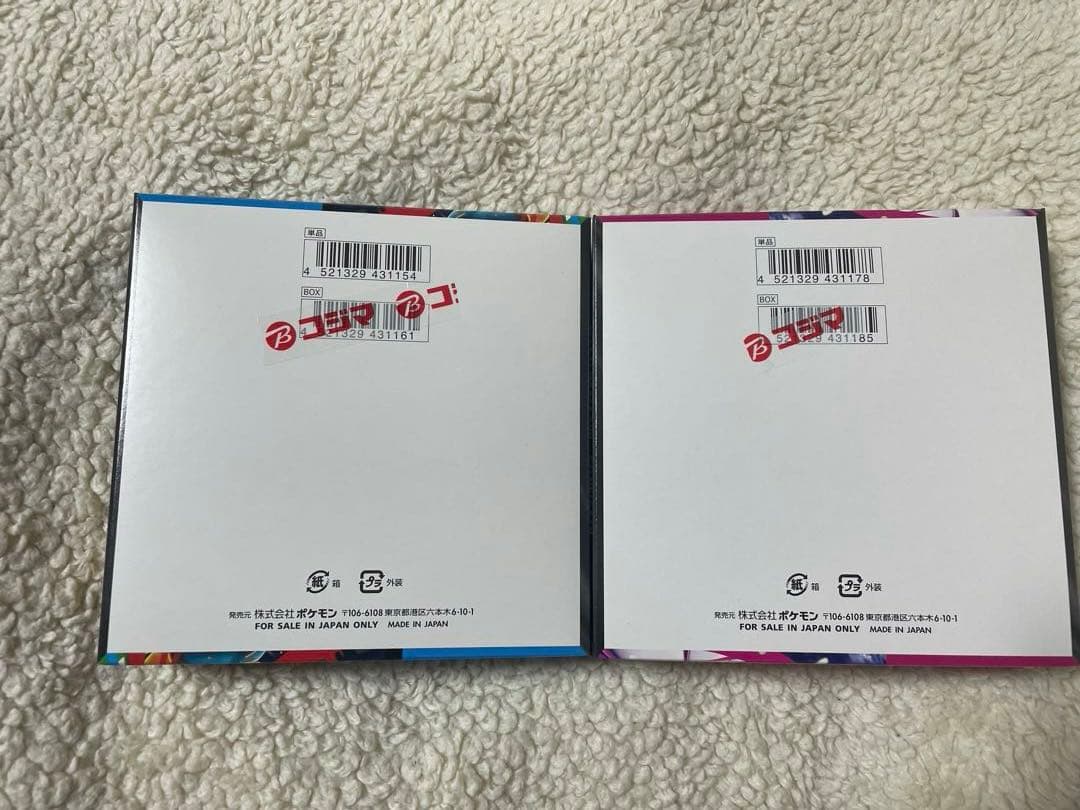 単品
4 521329 431154
BOX
4 521329 431161
B コジマ B コジ
紙 箱 プラ 外装
発売元 株式会社 ポケモン 〒106-6108 東京都港区六本木6-10-1
FOR SALE IN JAPAN ONLY MADE IN JAPAN
単品
4 521329 431178
BOX
4 521329 431185
B コジマ
紙 箱 プラ 外装
発売元 株式会社 ポケモン 〒106-6108 東京都港区六本木6-10-1
FOR SALE IN JAPAN ONLY MADE IN JAPAN